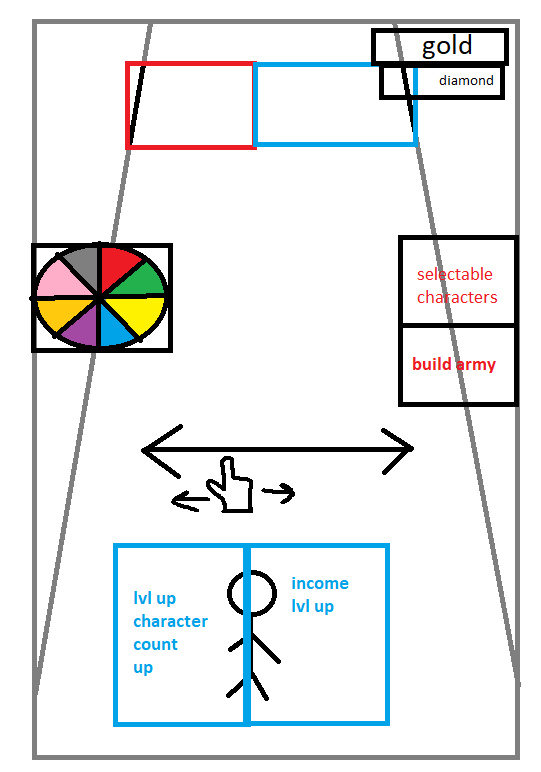 gold
diamond
selectable
characters
build army
lvl up
character
count
up
income
lvl up